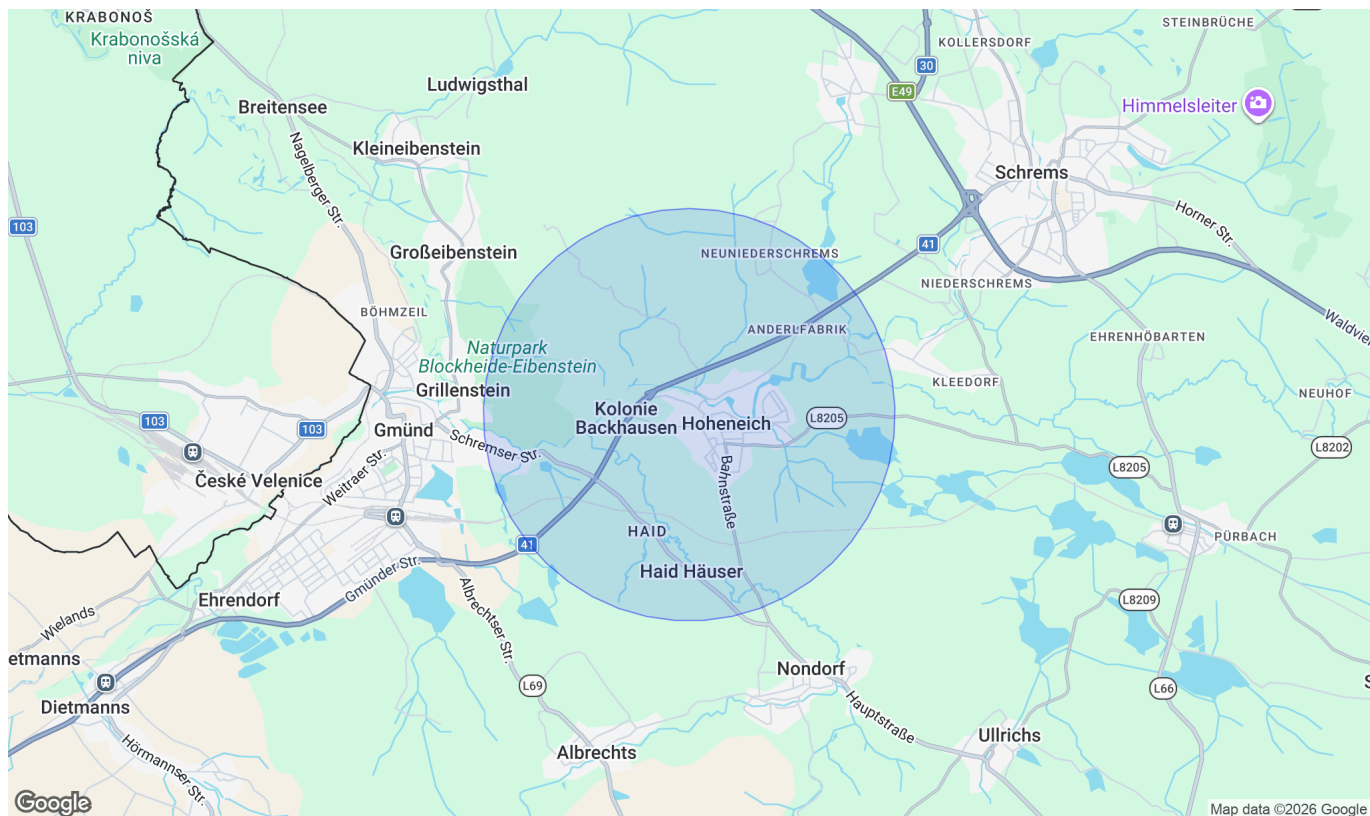 KRABONOŠ
STEINBRÜCHE
Krabonošská
niva
KOLLERSDORF
30
Ludwigsthal
E49
Himmelsleiter
Breitensee
Kleineibenstein
Nagelberger Str.
Schrems
103
Horner Str.
Großeibenstein
NEUNIEDERSCHREMS
41
NIEDERSCHREMS
BÖHMZEIL
ANDERLFABRIK
EHRENHÖBARTEN
Naturpark
Blockheide-Eibenstein
Grillenstein
KLEEDORF
NEUHOF
Kolonie
Backhausen
Hoheneich
L8205
103
103
Gmünd
Schremser Str.
L8202
L8205
České Velenice
Weitraer Str.
Bahnstraße
HAID
PÜRBACH
41
Gmünder Str.
Haid Häuser
Ehrendorf
L8209
Albrechtser Str.
Wielands
etmanns
Nondorf
L69
L66
Dietmanns
Hauptstraße
Ullrichs
Hörmannser Str.
Albrechts
Google
Map data ©2026 Google